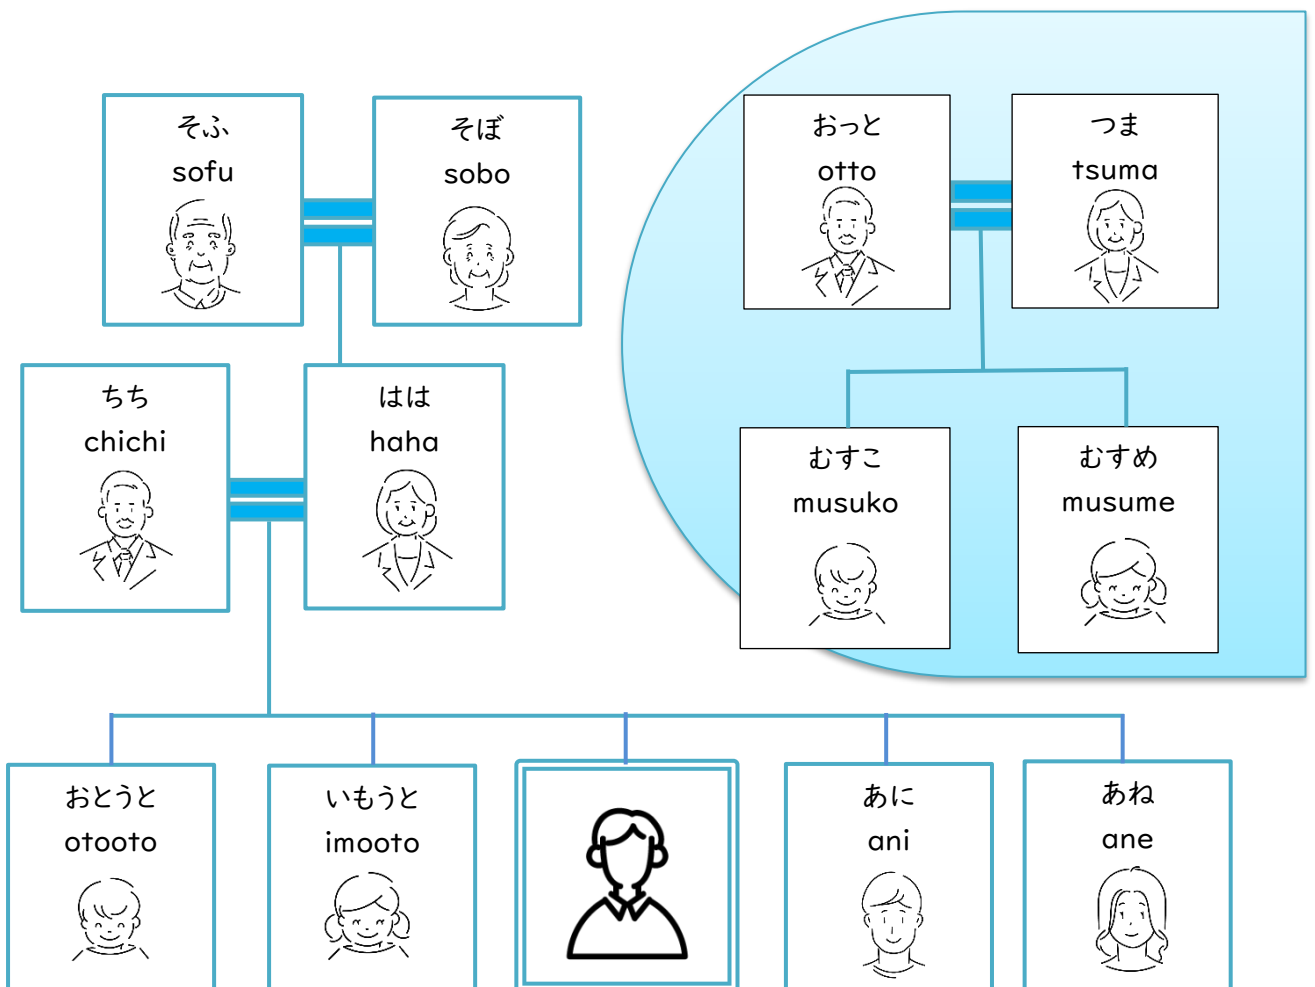 そふ
sofu
そぼ
sobo
おっと
otto
つま
tsuma
ちち
chichi
はは
haha
むすこ
musuko
むすめ
musume
おとうと
otooto
いもうと
imooto
あに
ani
あね
ane